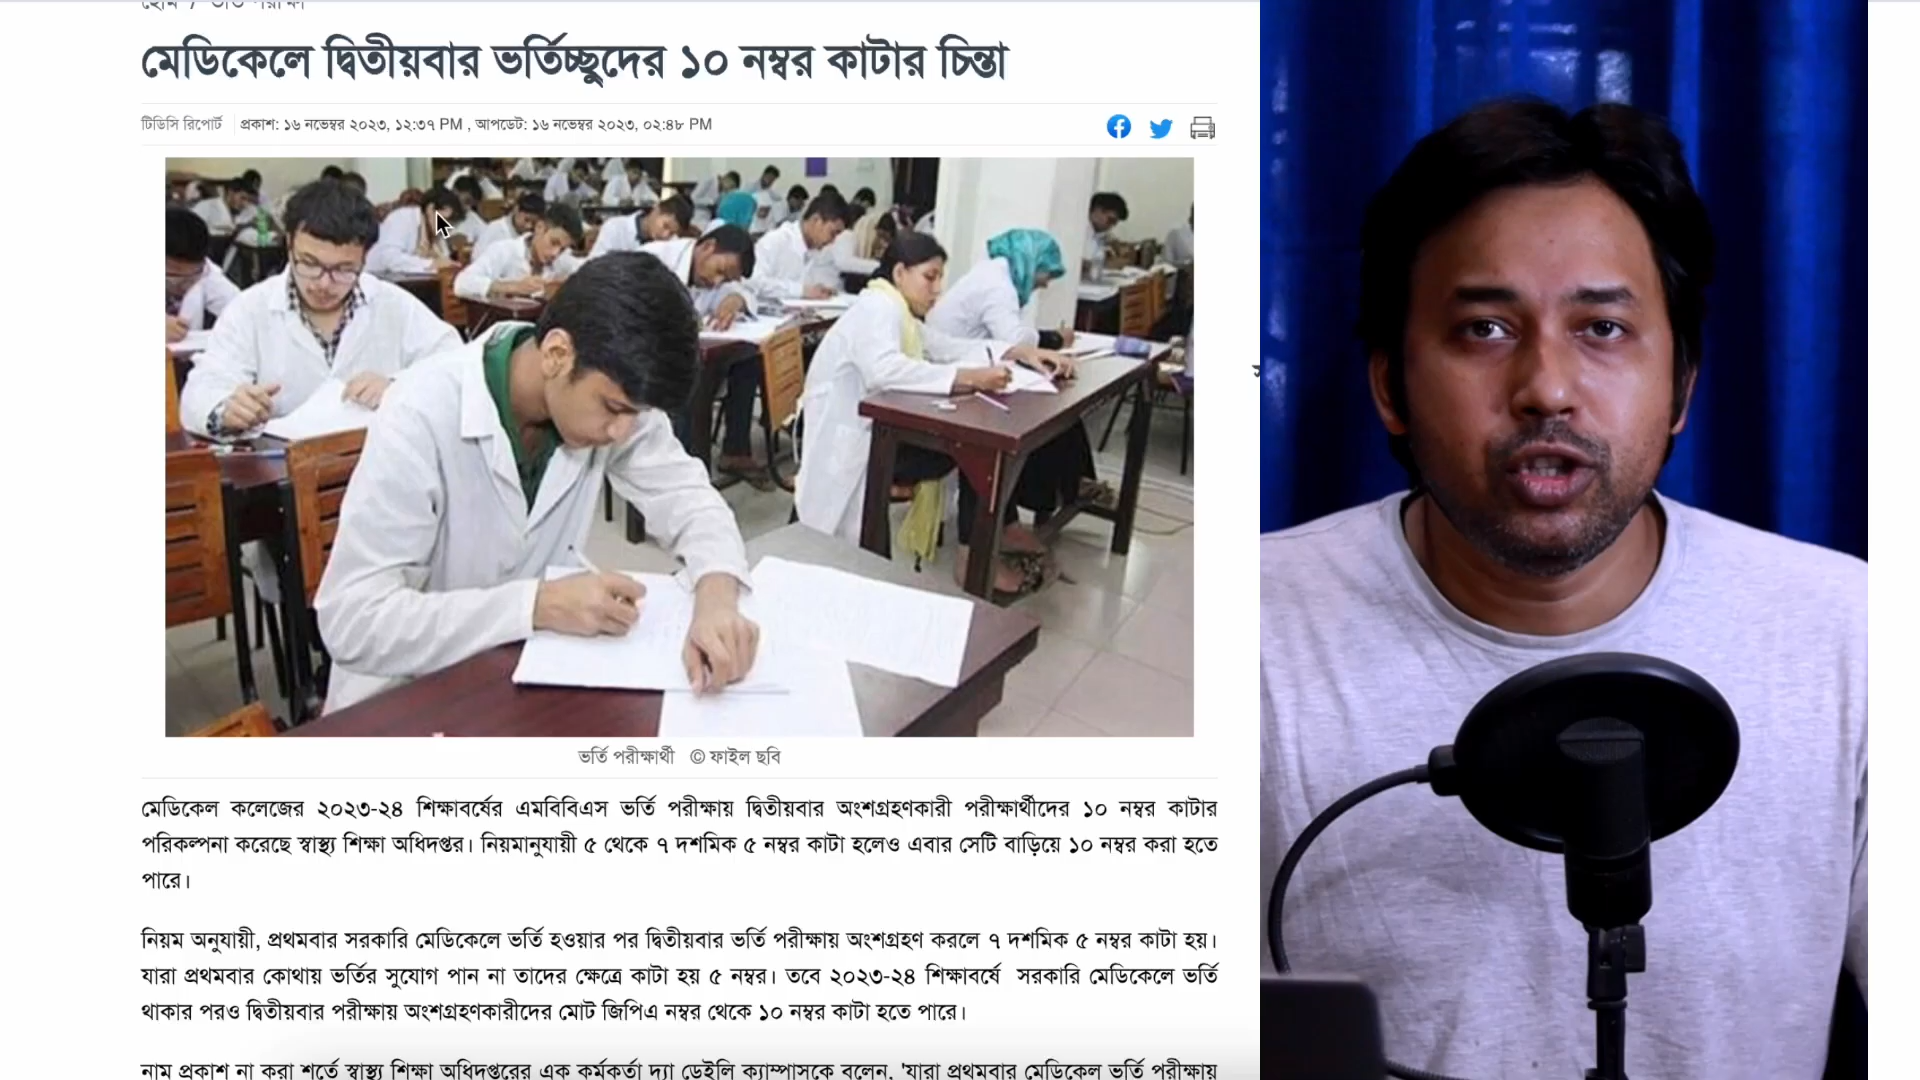 হোম / ভর্তি পরীক্ষা
মেডিকেলে দ্বিতীয়বার ভর্তিচ্ছুদের ১০ নম্বর কাটার চিন্তা
টিডিসি রিপোর্ট প্রকাশ: ১৬ নভেম্বর ২০২৩, ১২:৩৭ PM , আপডেট: ১৬ নভেম্বর ২০২৩, ০২:৪৮ PM
ভর্তি পরীক্ষার্থী © ফাইল ছবি
মেডিকেল কলেজের ২০২৩-২৪ শিক্ষাবর্ষের এমবিবিএস ভর্তি পরীক্ষায় দ্বিতীয়বার অংশগ্রহণকারী পরীক্ষার্থীদের ১০ নম্বর কাটার
পরিকল্পনা করেছে স্বাস্থ্য শিক্ষা অধিদপ্তর। নিয়মানুযায়ী ৫ থেকে ৭ দশমিক ৫ নম্বর কাটা হলেও এবার সেটি বাড়িয়ে ১০ নম্বর করা হতে
পারে।
নিয়ম অনুযায়ী, প্রথমবার সরকারি মেডিকেলে ভর্তি হওয়ার পর দ্বিতীয়বার ভর্তি পরীক্ষায় অংশগ্রহণ করলে ৭ দশমিক ৫ নম্বর কাটা হয়।
যারা প্রথমবার কোথায় ভর্তির সুযোগ পান না তাদের ক্ষেত্রে কাটা হয় ৫ নম্বর। তবে ২০২৩-২৪ শিক্ষাবর্ষে সরকারি মেডিকেলে ভর্তি
থাকার পরও দ্বিতীয়বার পরীক্ষায় অংশগ্রহণকারীদের মোট জিপিএ নম্বর থেকে ১০ নম্বর কাটা হতে পারে।
নাম প্রকাশ না করা শর্তে স্বাস্থ্য শিক্ষা অধিদপ্তরের এক কর্মকর্তা দ্যা ডেইলি ক্যাম্পাসকে বলেন, 'যারা প্রথমবার মেডিকেল ভর্তি পরীক্ষায়